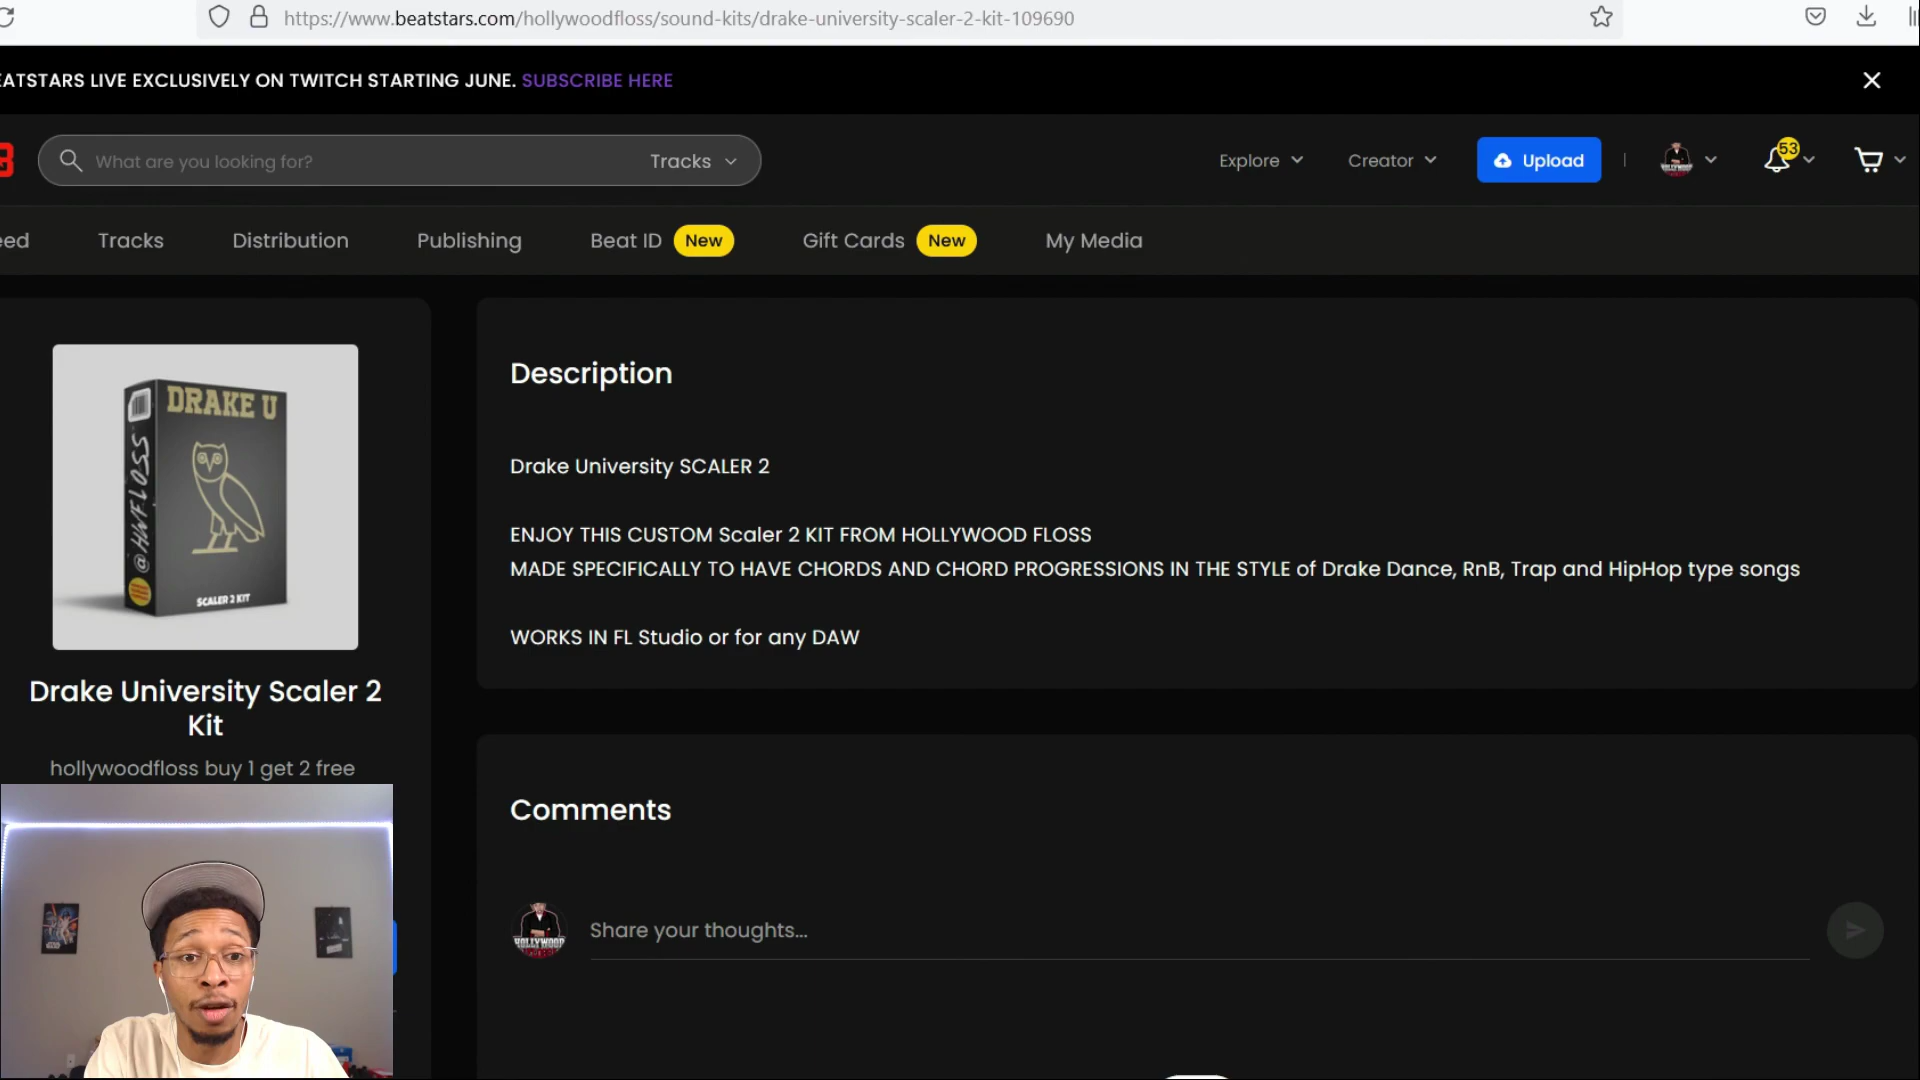 https://www.beatstars.com/hollywoodfloss/sound-kits/drake-university-scaler-2-kit-109690
EATSTARS LIVE EXCLUSIVELY ON TWITCH STARTING JUNE. SUBSCRIBE HERE
What are you looking for?
Tracks
Explore
Creator
Upload
53
eed
Tracks
Distribution
Publishing
Beat ID
New
Gift Cards
New
My Media
DRAKE U
@HWFLOSS
SCALER 2 KIT
Drake University Scaler 2
Kit
hollywoodfloss buy 1 get 2 free
Description
Drake University SCALER 2
ENJOY THIS CUSTOM Scaler 2 KIT FROM HOLLYWOOD FLOSS
MADE SPECIFICALLY TO HAVE CHORDS AND CHORD PROGRESSIONS IN THE STYLE of Drake Dance, RnB, Trap and HipHop type songs
WORKS IN FL Studio or for any DAW
Comments
HOLLYWOOD
Share your thoughts...